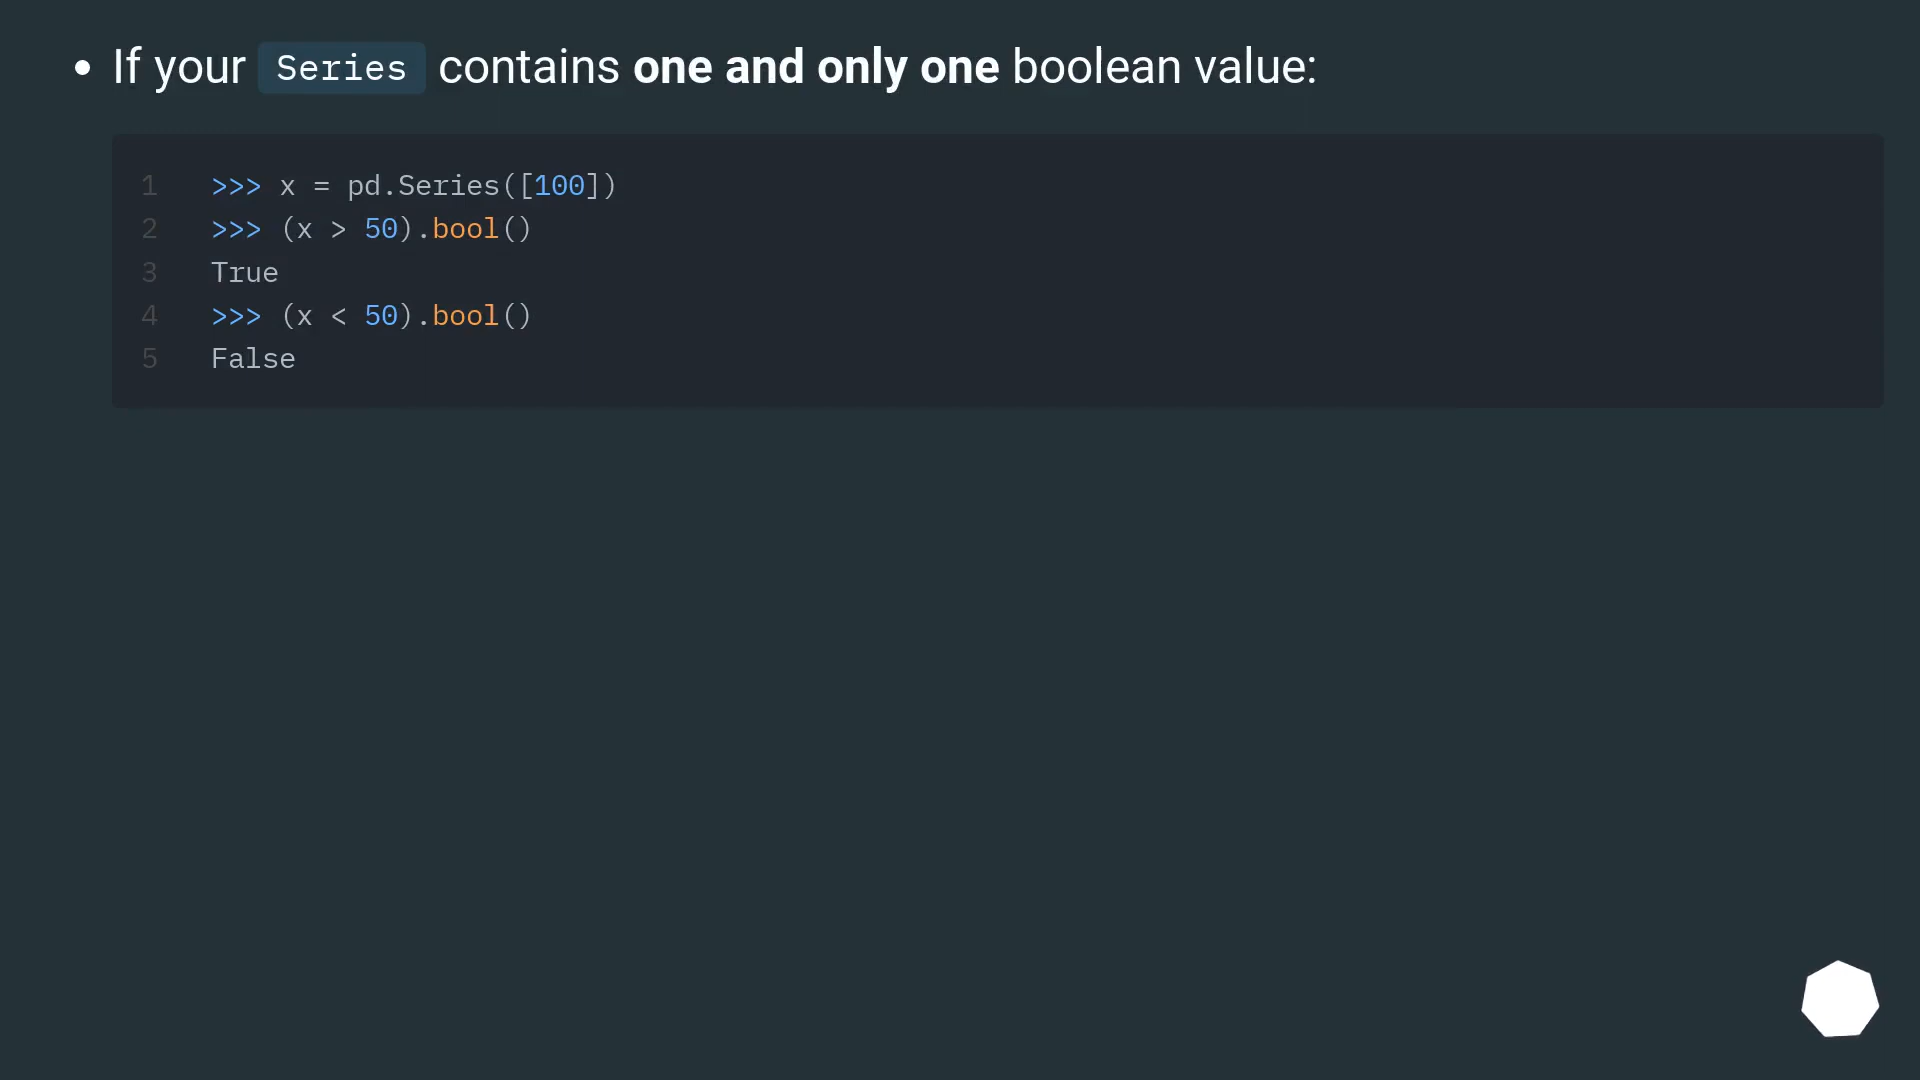 • If your Series contains one and only one boolean value:
1 >>> x = pd.Series([100])
2 >>> (x > 50).bool()
3 True
4 >>> (x < 50).bool()
5 False